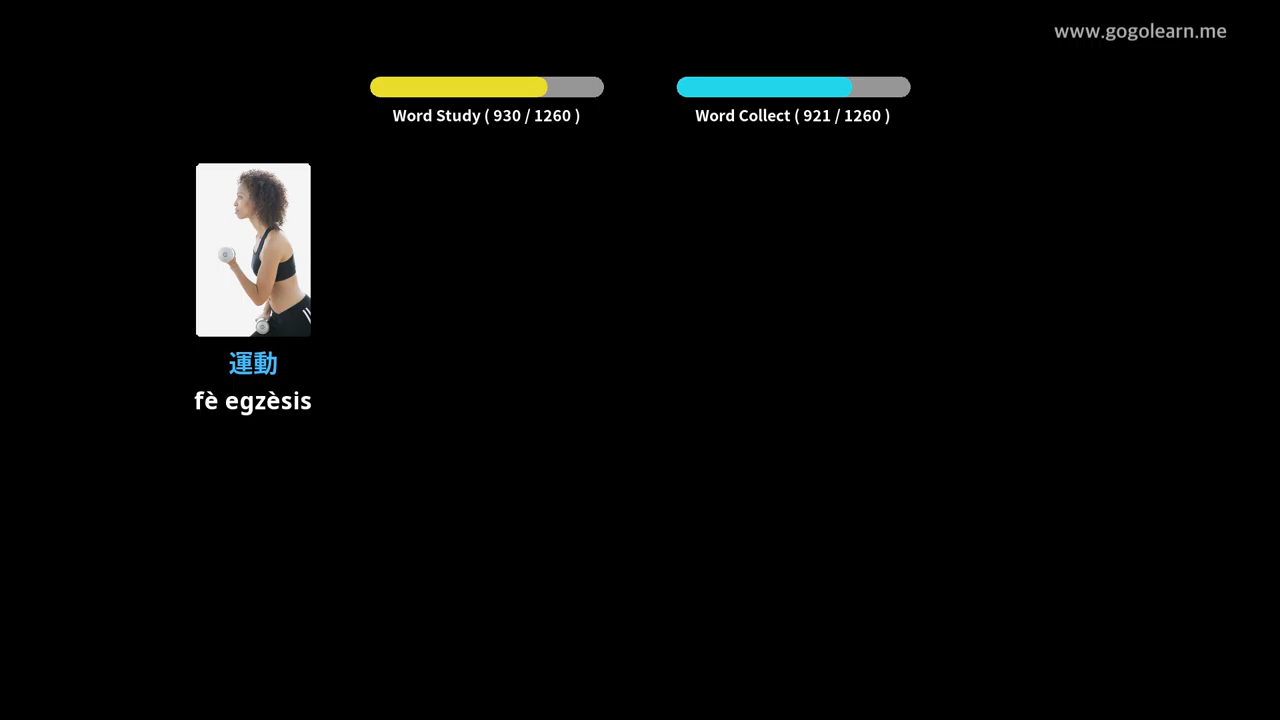 www.gogolearn.me
Word Study ( 930 / 1260 )
Word Collect ( 921 / 1260 )
運動
fè egzèsis